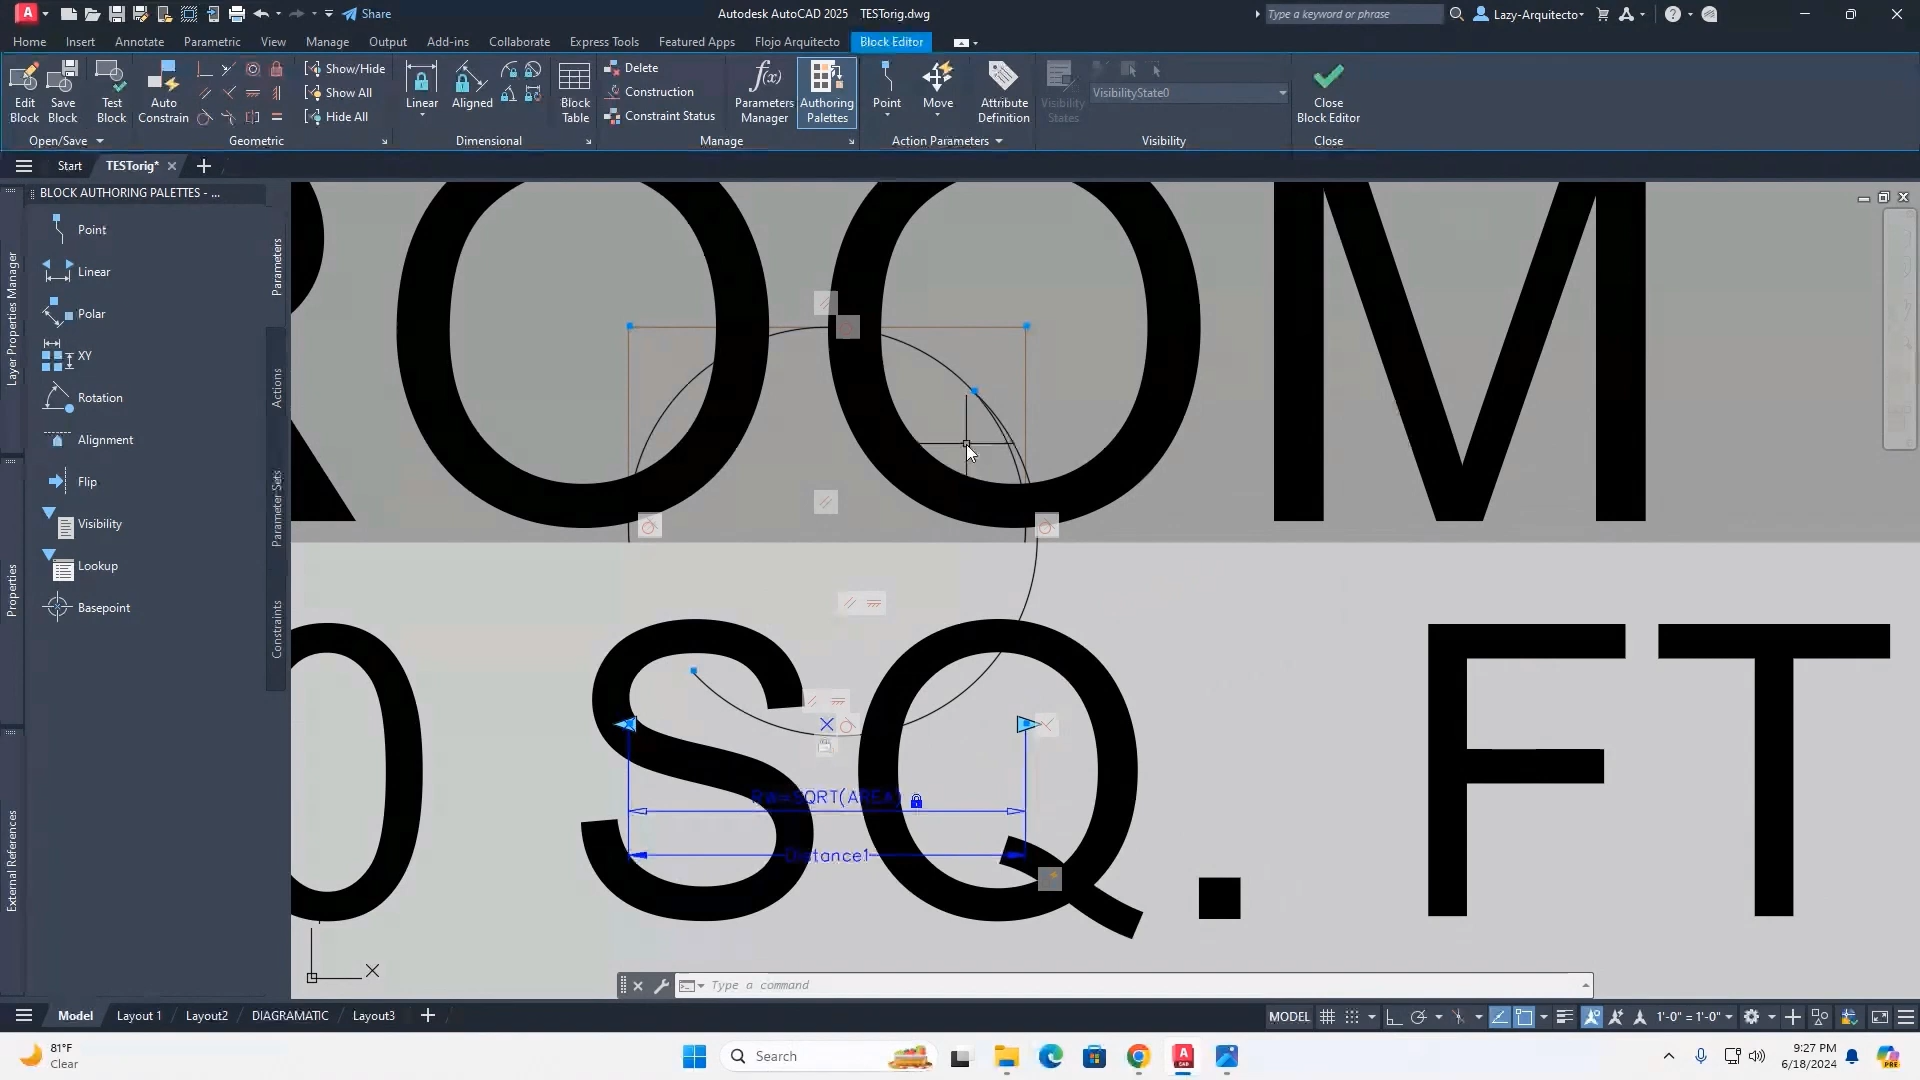 Share
Autodesk AutoCAD 2025 TESTorig.dwg
Type a keyword or phrase
Lazy-Arquitecto
Home Insert Annotate Parametric View Manage Output Add-ins Collaborate Express Tools Featured Apps Flojo Arquitecto Block Editor
Edit Block
Save Block
Test Block
Auto Constrain
Show/Hide
Show All
Hide All
Linear
Aligned
Block Table
Delete
Construction
Constraint Status
Parameters Manager
Authoring Palettes
Point
Move
Attribute Definition
Visibility States
VisibilityState0
Close Block Editor
Open/Save
Geometric
Dimensional
Manage
Action Parameters
Visibility
Close
Start
TESTorig*
BLOCK AUTHORING PALETTES - ...
Point
Linear
Polar
XY
Rotation
Alignment
Flip
Visibility
Lookup
Basepoint
Parameters
Actions
Parameter Sets
Constraints
Layer Properties Manager
Properties
External References
ROOM
0 SQ. FT
RW=SQRT(AREA)
Distance1
X
Type a command
Model Layout 1 Layout2 DIAGRAMATIC Layout3
MODEL
1'-0" = 1'-0"
81°F
Clear
Search
9:27 PM
6/18/2024